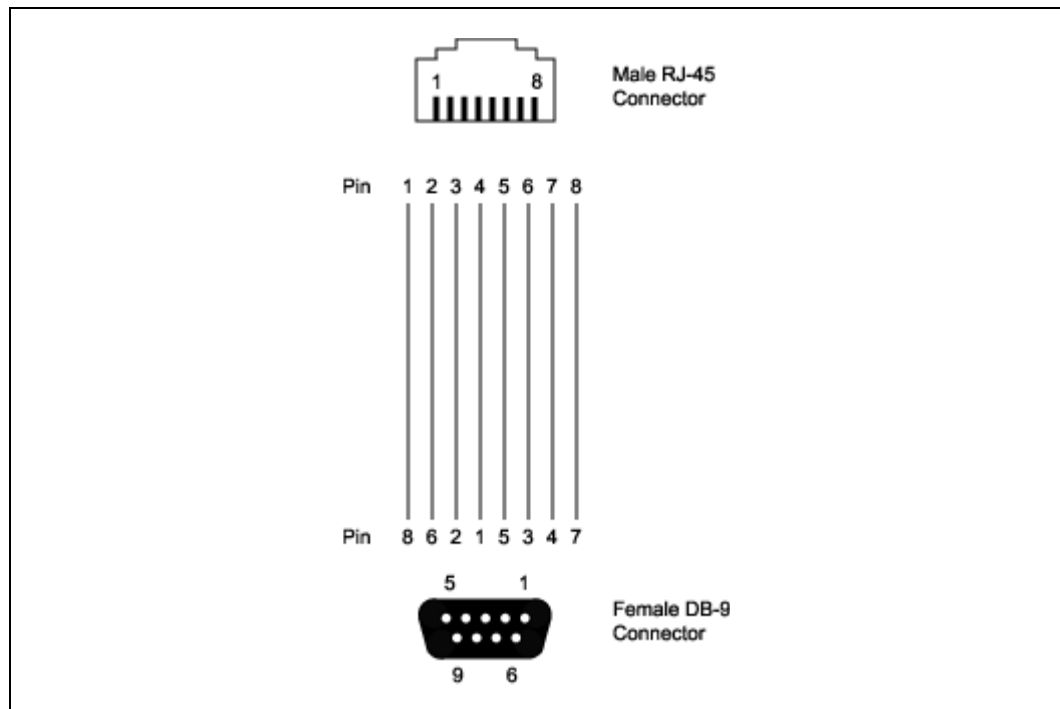 1 8
Male RJ-45
Connector
Pin 1 2 3 4 5 6 7 8
Pin 8 6 2 1 5 3 4 7
5 1
Female DB-9
Connector
9 6